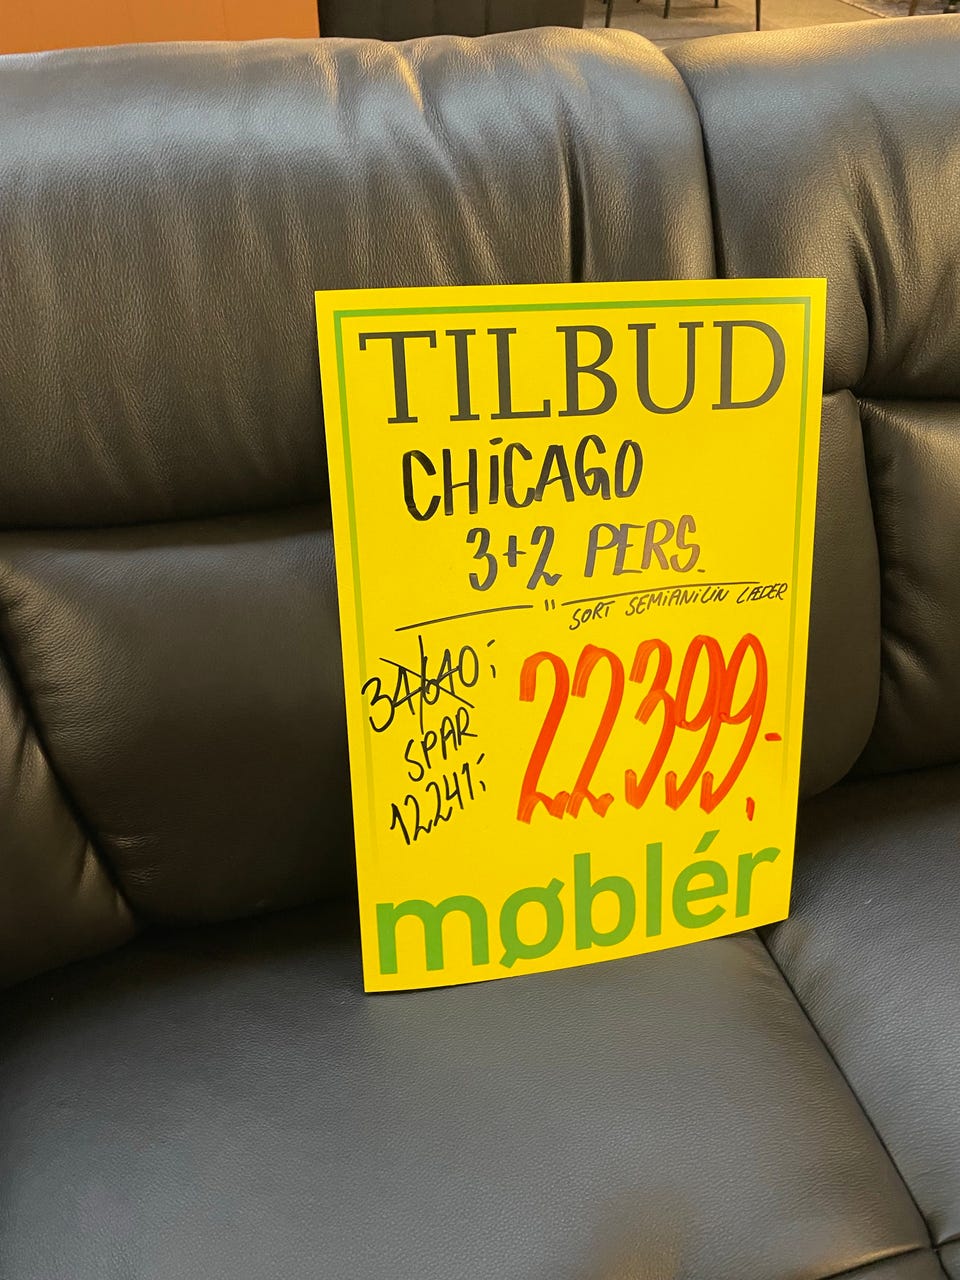 TILBUD
CHiCAGO
3+2 PERS.
" SORT SEMiANiLiN LÆDER
34640,-
SPAR
12241,-
22399,-
møblér